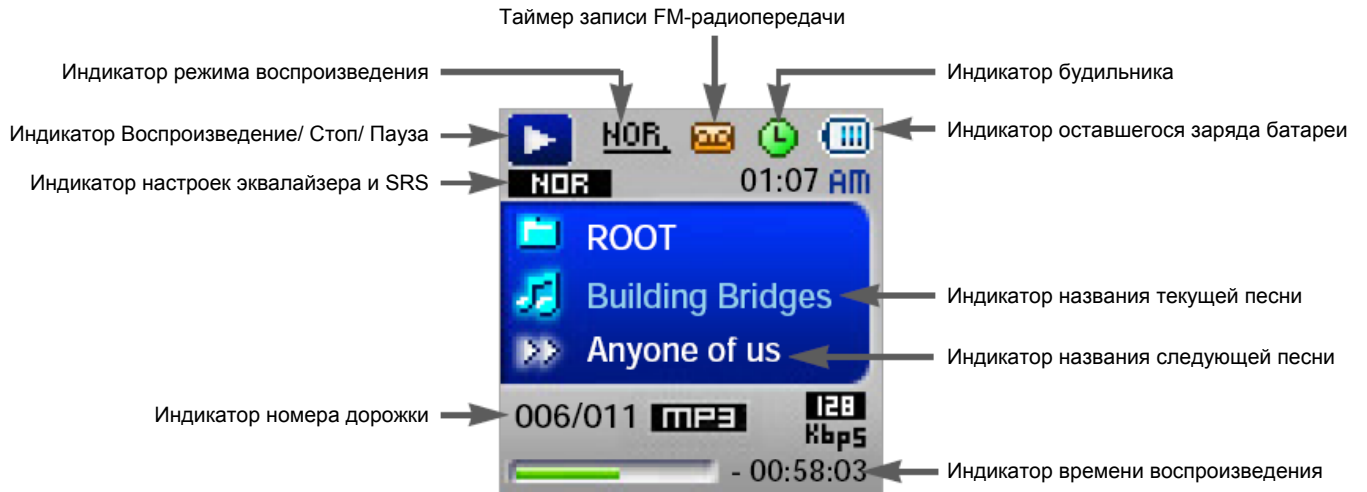 Таймер записи FM-радиопередачи
Индикатор режима воспроизведения
Индикатор будильника
Индикатор Воспроизведение/ Стоп/ Пауза
NOR.
Индикатор оставшегося заряда батареи
Индикатор настроек эквалайзера и SRS
NOR
01:07 AM
ROOT
Building Bridges
Индикатор названия текущей песни
Anyone of us
Индикатор названия следующей песни
Индикатор номера дорожки
006/011 MP3
128
Kbps
- 00:58:03
Индикатор времени воспроизведения